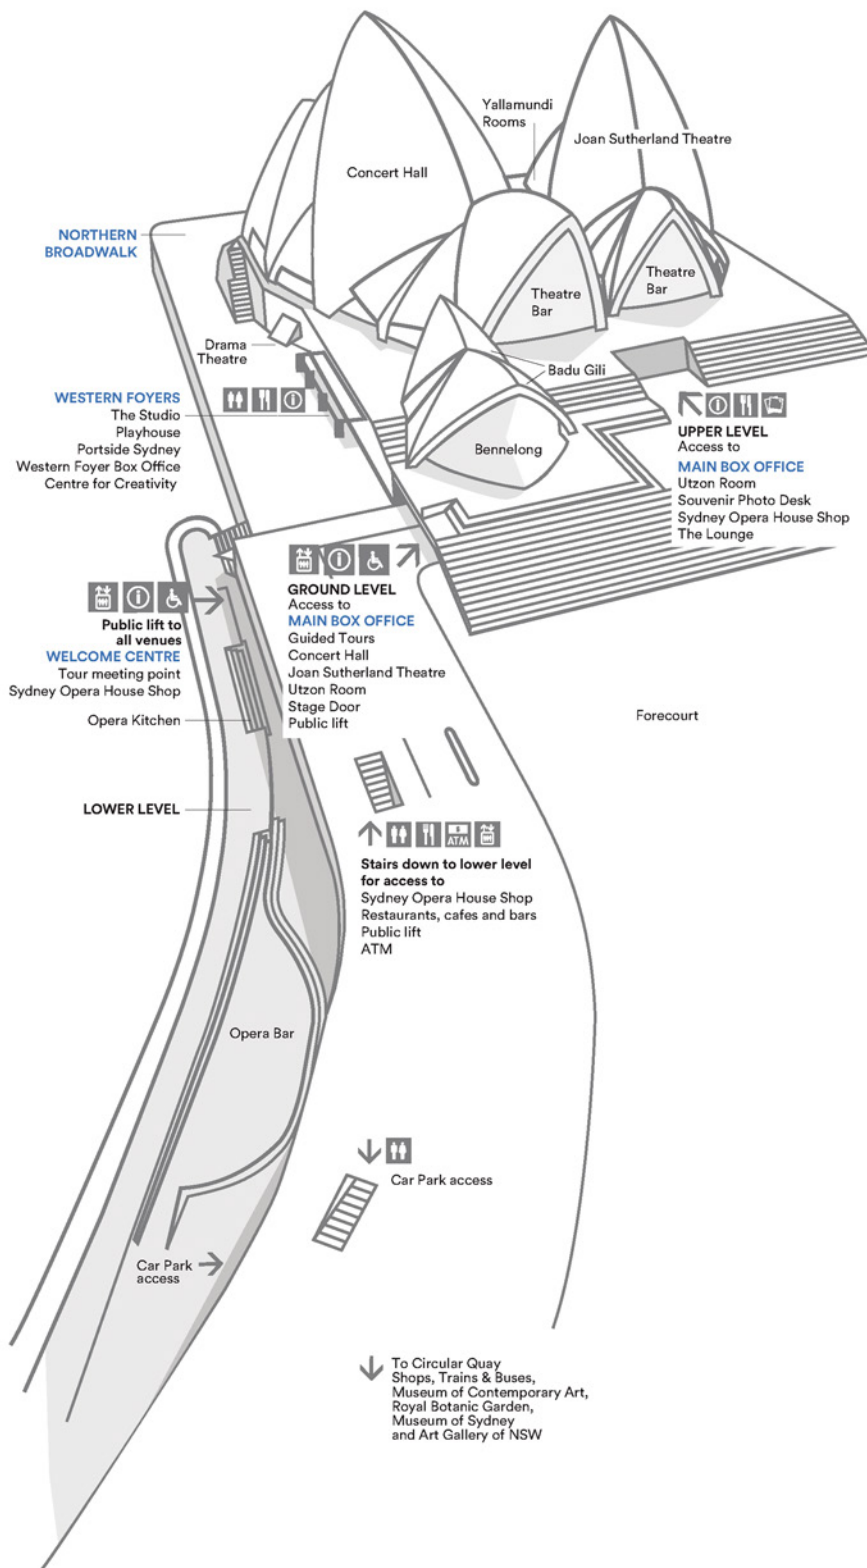 Yallamundi
Rooms
Joan Sutherland Theatre
Concert Hall
NORTHERN
BROADWALK
Theatre
Bar
Theatre
Bar
Drama
Theatre
Badu Gili
WESTERN FOYERS
The Studio
Playhouse
Portside Sydney
Western Foyer Box Office
Centre for Creativity
Bennelong
UPPER LEVEL
Access to
MAIN BOX OFFICE
Utzon Room
Souvenir Photo Desk
Sydney Opera House Shop
The Lounge
GROUND LEVEL
Access to
MAIN BOX OFFICE
Guided Tours
Concert Hall
Joan Sutherland Theatre
Utzon Room
Stage Door
Public lift
Public lift to
all venues
WELCOME CENTRE
Tour meeting point
Sydney Opera House Shop
Opera Kitchen
Forecourt
LOWER LEVEL
ATM
Stairs down to lower level
for access to
Sydney Opera House Shop
Restaurants, cafes and bars
Public lift
ATM
Opera Bar
Car Park access
Car Park
access
To Circular Quay
Shops, Trains & Buses,
Museum of Contemporary Art,
Royal Botanic Garden,
Museum of Sydney
and Art Gallery of NSW